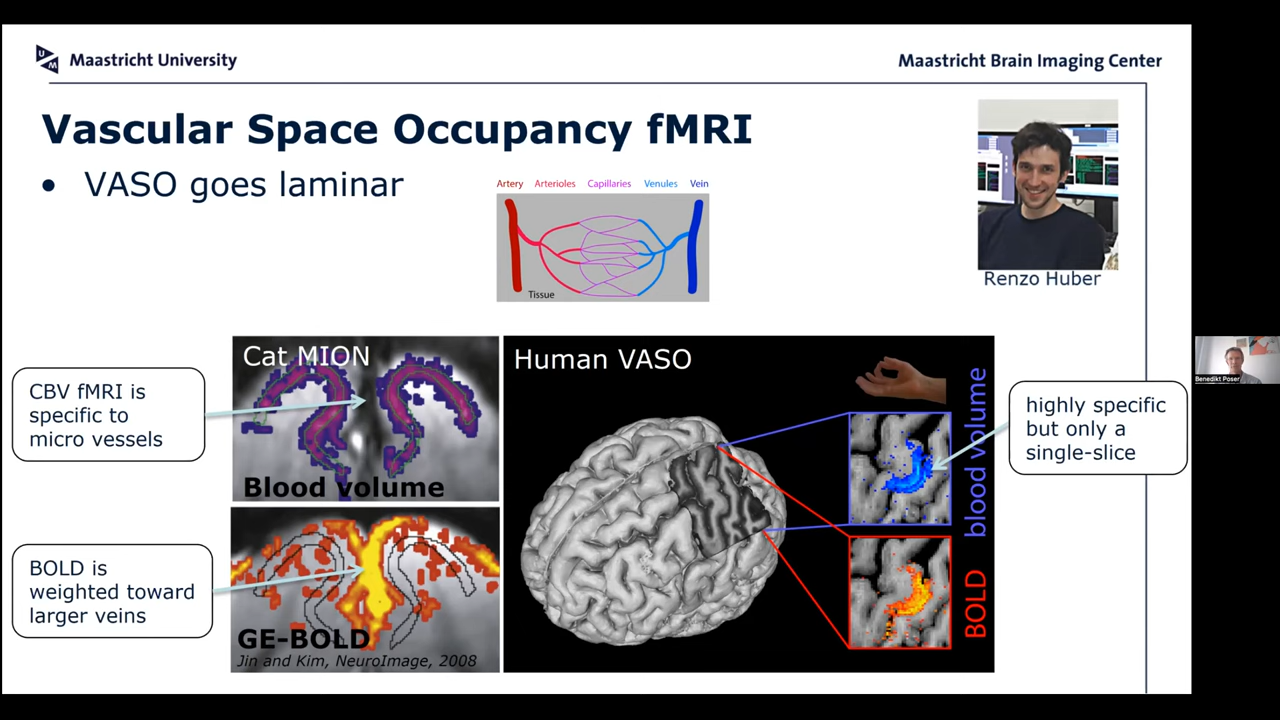 UM
Maastricht University
Maastricht Brain Imaging Center
Vascular Space Occupancy fMRI
• VASO goes laminar
Artery Arterioles Capillaries Venules Vein
Tissue
Renzo Huber
Cat MION
Human VASO
CBV fMRI is
specific to
micro vessels
Blood volume
blood volume
highly specific
but only a
single-slice
BOLD is
weighted toward
larger veins
GE-BOLD
Jin and Kim, NeuroImage, 2008
BOLD
Benedikt Poser